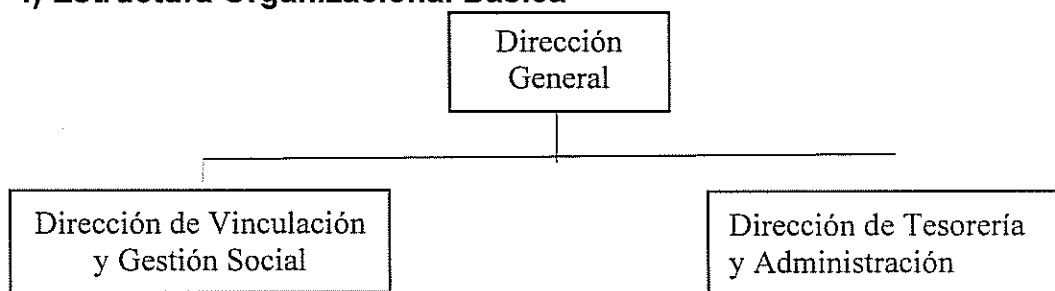 Estructura Organizacional Básica
Dirección
General
Dirección de Vinculación
y Gestión Social
Dirección de Tesorería
y Administración